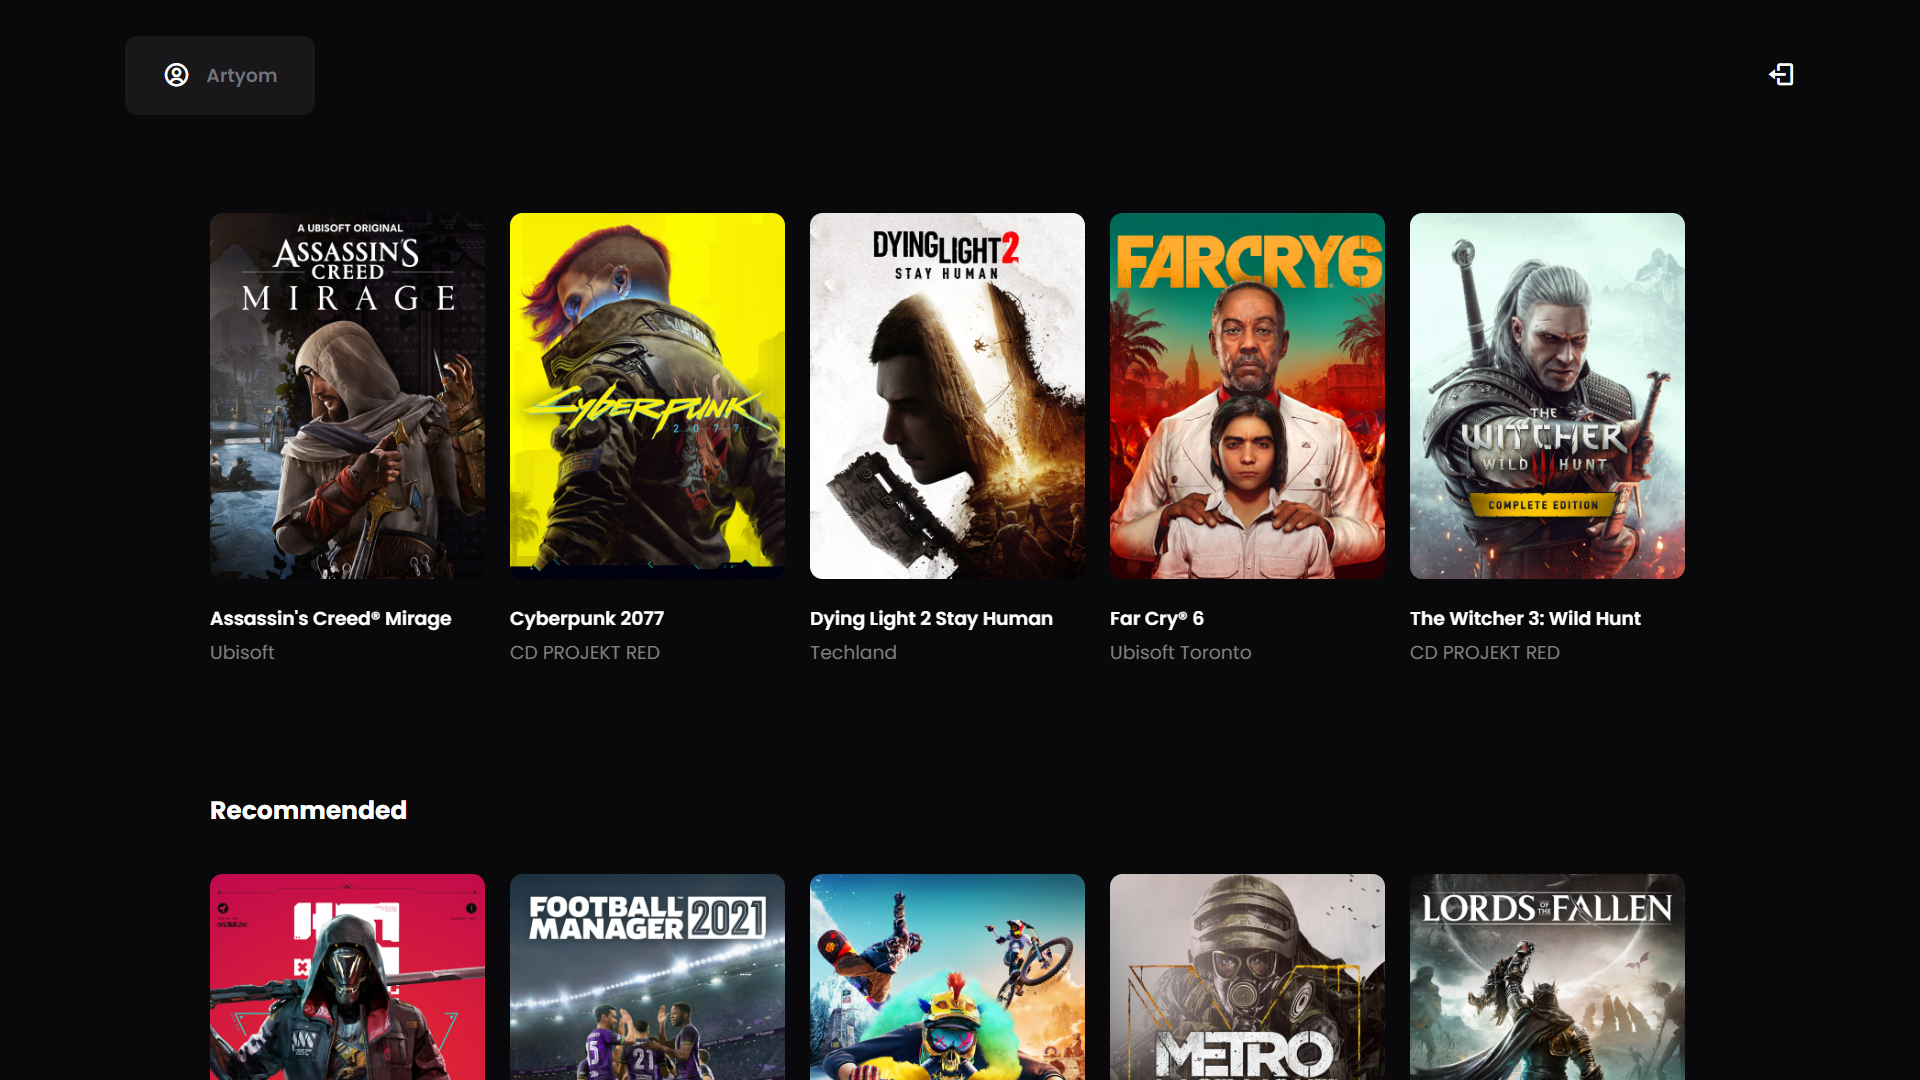 Artyom
A UBISOFT ORIGINAL
ASSASSIN'S
CREED
MIRAGE
CYBERPUNK
2077
DYING LIGHT 2
STAY HUMAN
FARCRY6
THE
WITCHER
WILD HUNT
COMPLETE EDITION
Assassin's Creed® Mirage
Ubisoft
Cyberpunk 2077
CD PROJEKT RED
Dying Light 2 Stay Human
Techland
Far Cry® 6
Ubisoft Toronto
The Witcher 3: Wild Hunt
CD PROJEKT RED
Recommended
FOOTBALL
MANAGER 2021
21
METRO
LORDS OF THE FALLEN